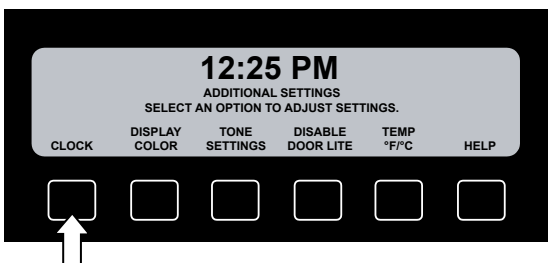 12:25 PM
ADDITIONAL SETTINGS
SELECT AN OPTION TO ADJUST SETTINGS.
CLOCK
DISPLAY
COLOR
TONE
SETTINGS
DISABLE
DOOR LITE
TEMP
°F/°C
HELP